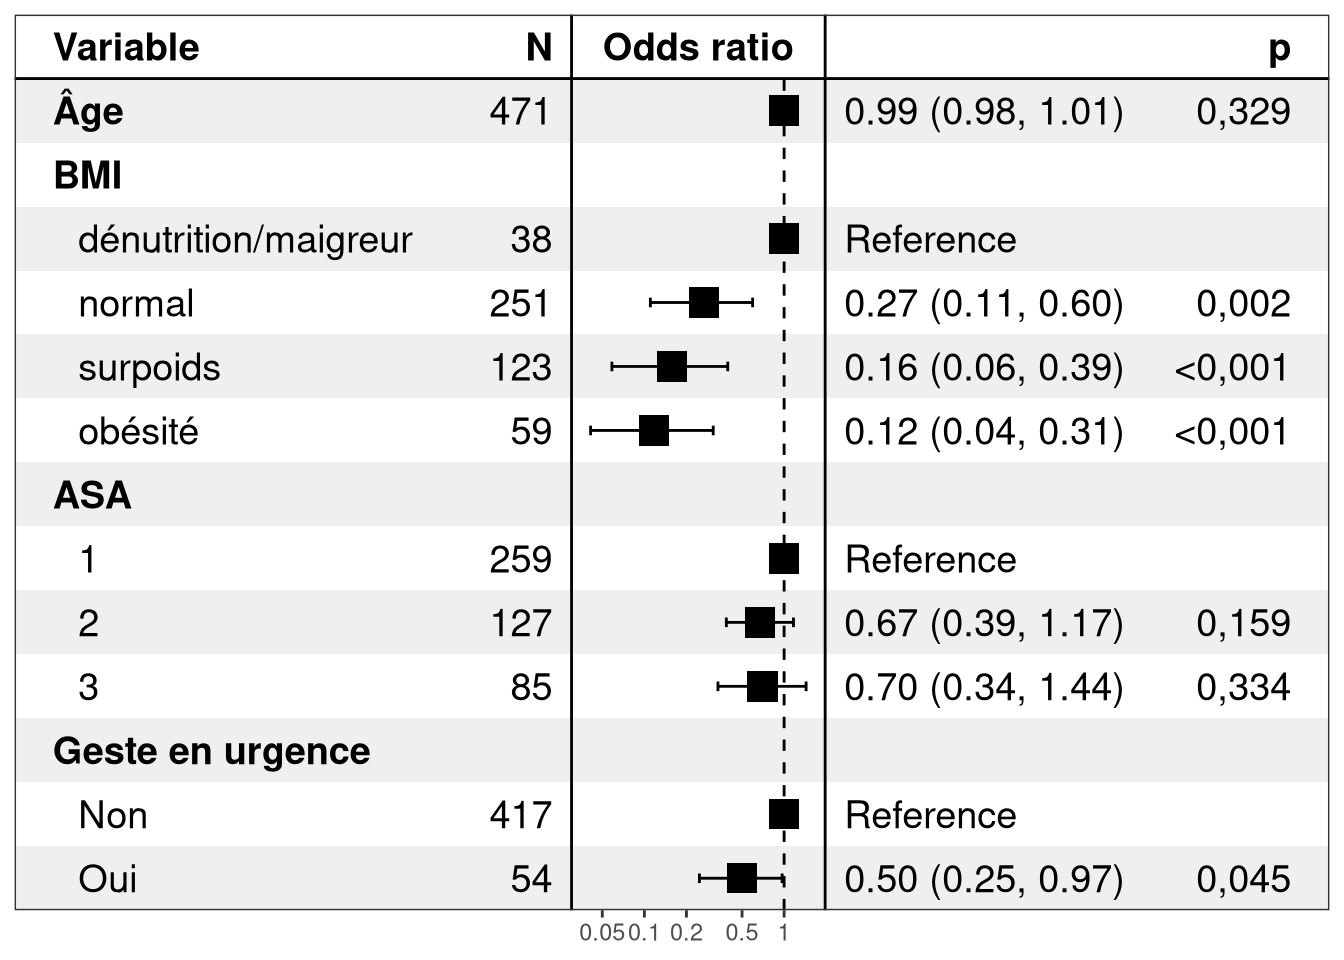 Variable N Odds ratio p
Âge 471 0.99 (0.98, 1.01) 0,329
BMI
dénutrition/maigreur 38 Reference
normal 251 0.27 (0.11, 0.60) 0,002
surpoids 123 0.16 (0.06, 0.39) <0,001
obésité 59 0.12 (0.04, 0.31) <0,001
ASA
1 259 Reference
2 127 0.67 (0.39, 1.17) 0,159
3 85 0.70 (0.34, 1.44) 0,334
Geste en urgence
Non 417 Reference
Oui 54 0.50 (0.25, 0.97) 0,045
0.05 0.1 0.2 0.5 1